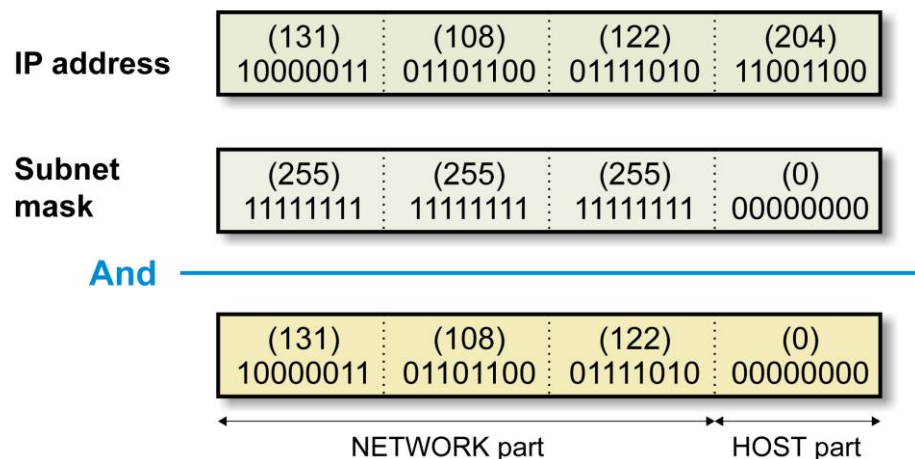 IP address
(131) (108) (122) (204)
10000011 01101100 01111010 11001100
Subnet
mask
(255) (255) (255) (0)
11111111 11111111 11111111 00000000
And
(131) (108) (122) (0)
10000011 01101100 01111010 00000000
NETWORK part HOST part